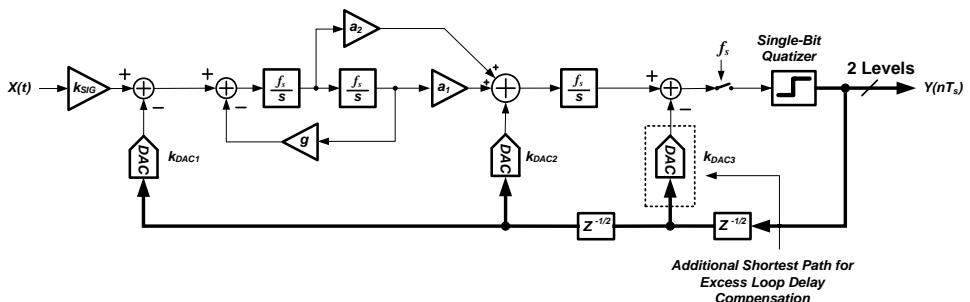 a2
fs
Single-Bit
Quatizer
X(t)
kSIG
+
−
+
−
fs
s
fs
s
a1
+
+
+
fs
s
+
−
2 Levels
Y(nTs)
g
DAC
kDAC1
DAC
kDAC2
DAC
kDAC3
Z -1/2
Z -1/2
Additional Shortest Path for
Excess Loop Delay
Compensation